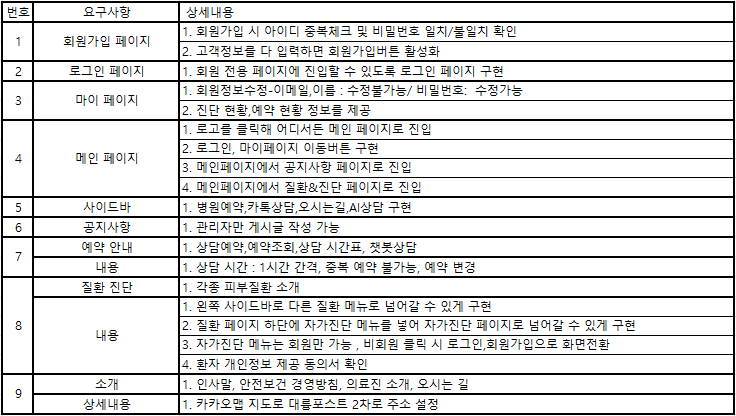 번호 요구사항 상세내용
1 회원가입 페이지 1. 회원가입 시 아이디 중복체크 및 비밀번호 일치/불일치 확인
2. 고객정보를 다 입력하면 회원가입버튼 활성화
2 로그인 페이지 1. 회원 전용 페이지에 진입할 수 있도록 로그인 페이지 구현
3 마이 페이지 1. 회원정보수정-이메일,이름 : 수정불가능/ 비밀번호: 수정가능
2. 진단 현황,예약 현황 정보를 제공
4 메인 페이지 1. 로고를 클릭해 어디서든 메인 페이지로 진입
2. 로그인, 마이페이지 이동버튼 구현
3. 메인페이지에서 공지사항 페이지로 진입
4. 메인페이지에서 질환&진단 페이지로 진입
5 사이드바 1. 병원예약,카톡상담,오시는길,AI상담 구현
6 공지사항 1. 관리자만 게시글 작성 가능
7 예약 안내 1. 상담예약,예약조회,상담 시간표, 챗봇상담
내용 1. 상담 시간 : 1시간 간격, 중복 예약 불가능, 예약 변경
8 질환 진단 1. 각종 피부질환 소개
내용 1. 왼쪽 사이드바로 다른 질환 메뉴로 넘어갈 수 있게 구현
2. 질환 페이지 하단에 자가진단 메뉴를 넣어 자가진단 페이지로 넘어갈 수 있게 구현
3. 자가진단 메뉴는 회원만 가능 , 비회원 클릭 시 로그인,회원가입으로 화면전환
4. 환자 개인정보 제공 동의서 확인
9 소개 1. 인사말, 안전보건 경영방침, 의료진 소개, 오시는 길
상세내용 1. 카카오맵 지도로 대륭포스트 2차로 주소 설정